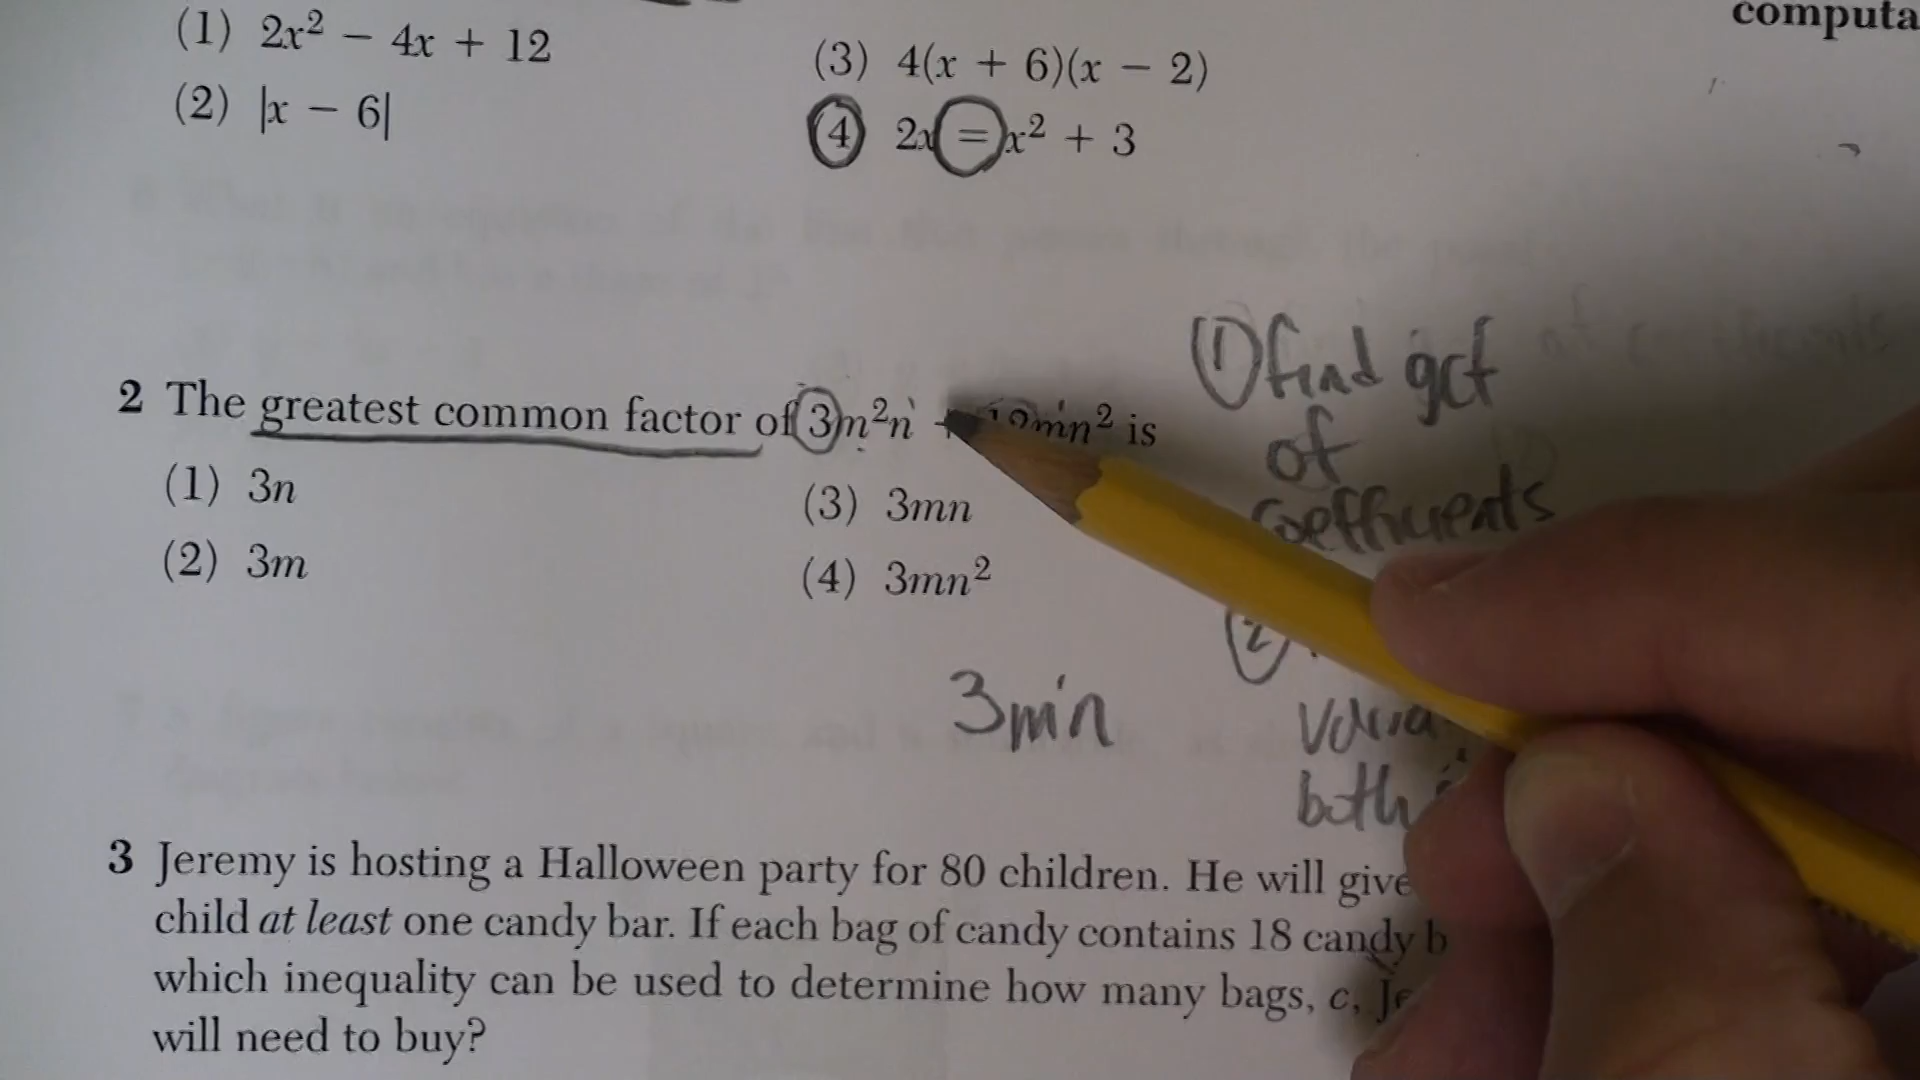 computa
(1) 2x² − 4x + 12
(2) |x − 6|
(3) 4(x + 6)(x − 2)
(4) 2x = x² + 3
2 The greatest common factor of 3m²n + 12mn² is
(1) 3n
(2) 3m
(3) 3mn
(4) 3mn²
① find gcf
of
coefficients
②
both
3m'n
3 Jeremy is hosting a Halloween party for 80 children. He will give
child at least one candy bar. If each bag of candy contains 18 candy b
which inequality can be used to determine how many bags, c, Je
will need to buy?